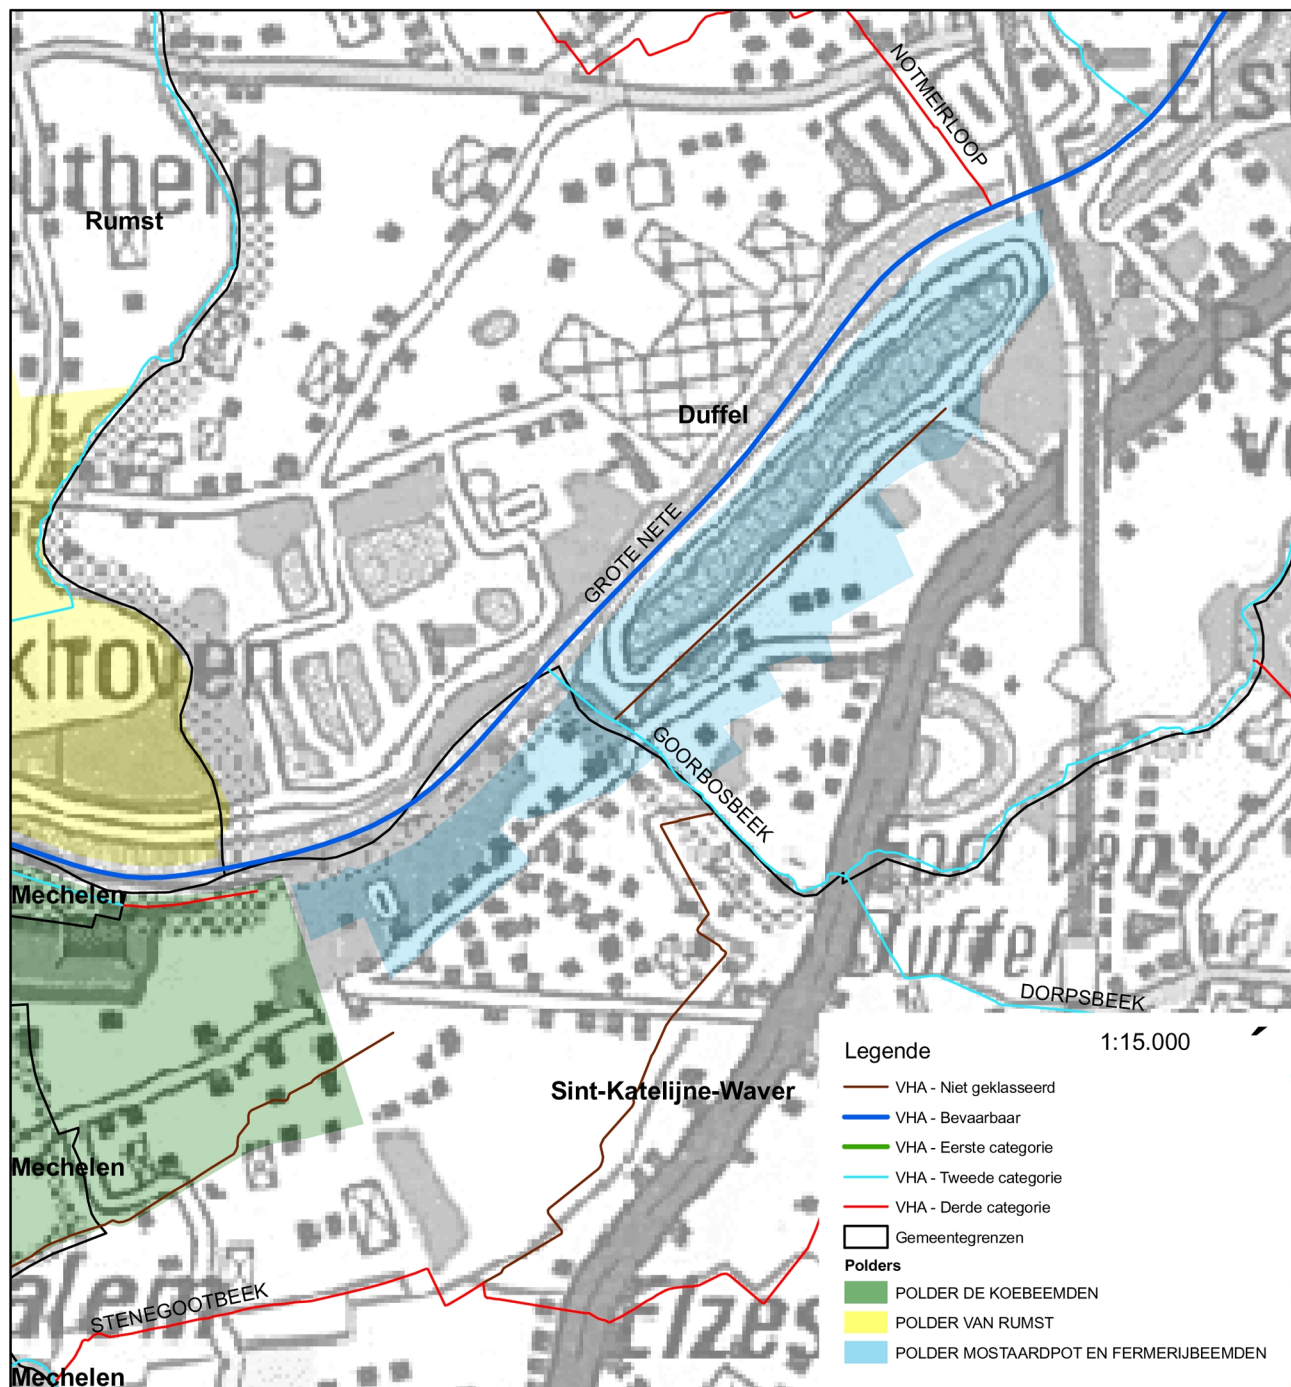 NOTMEIRLOOP
Rumst
Duffel
GROTE NETE
GOORBOSBEEK
Mechelen
Duffel
DORPSBEEK
Sint-Katelijne-Waver
Mechelen
STENEGOOTBEEK
Mechelen
1:15.000
Legende
VHA - Niet geklasseerd
VHA - Bevaarbaar
VHA - Eerste categorie
VHA - Tweede categorie
VHA - Derde categorie
Gemeentegrenzen
Polders
POLDER DE KOEBEEMDEN
POLDER VAN RUMST
POLDER MOSTAARDPOT EN FERMERIJBEEMDEN